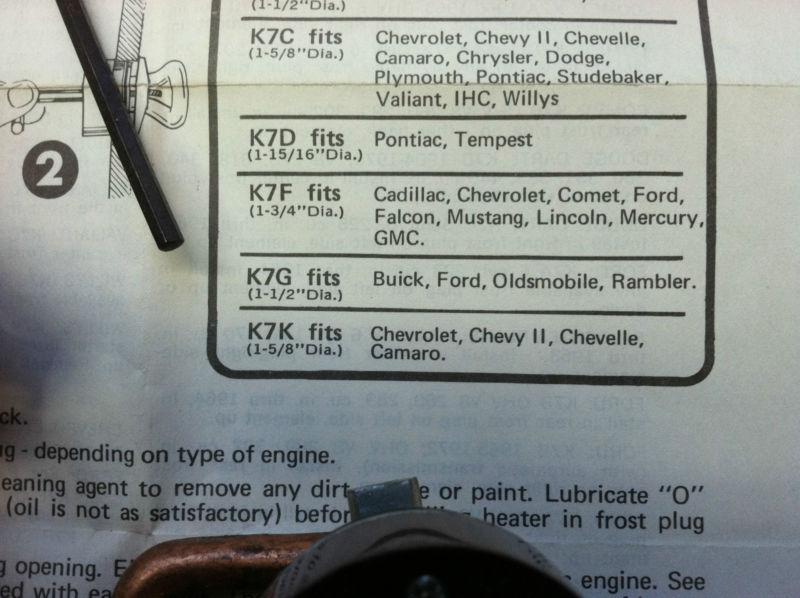 (1-1/2"Dia.)
K7C fits
(1-5/8"Dia.)
Chevrolet, Chevy II, Chevelle,
Camaro, Chrysler, Dodge,
Plymouth, Pontiac, Studebaker,
Valiant, IHC, Willys
K7D fits
(1-15/16"Dia.)
Pontiac, Tempest
K7F fits
(1-3/4"Dia.)
Cadillac, Chevrolet, Comet, Ford,
Falcon, Mustang, Lincoln, Mercury,
GMC.
K7G fits
(1-1/2"Dia.)
Buick, Ford, Oldsmobile, Rambler.
K7K fits
(1-5/8"Dia.)
Chevrolet, Chevy II, Chevelle,
Camaro.
2
ck.
ug - depending on type of engine.
eaning agent to remove any dirt or paint. Lubricate "O"
(oil is not as satisfactory) heater in frost plug
g opening. engine. See
ed with